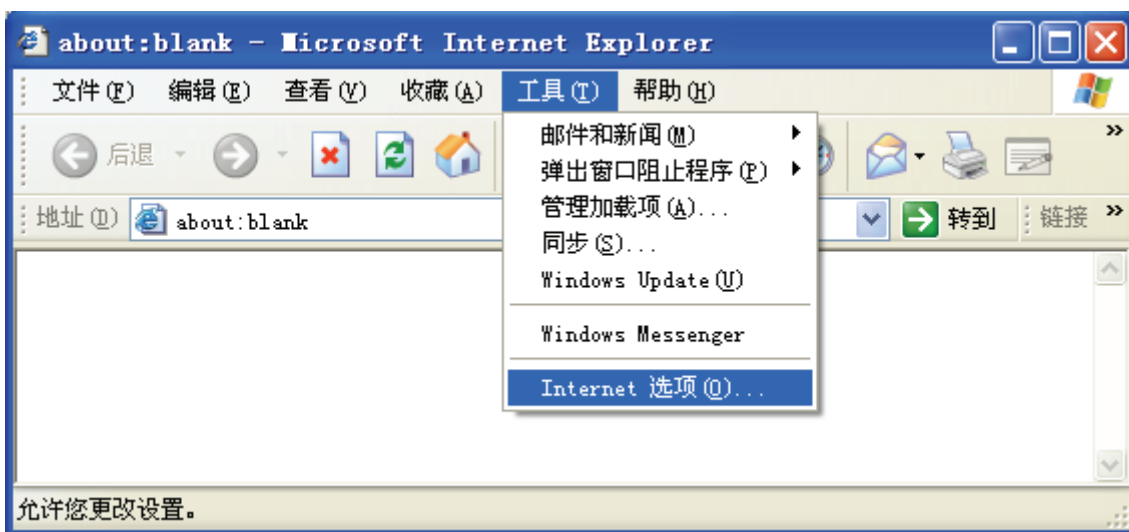 about:blank - Microsoft Internet Explorer
文件(F) 编辑(E) 查看(V) 收藏(A) 工具(T) 帮助(H)
后退 »
地址(D) about:blank 转到 链接 »
邮件和新闻(M)
弹出窗口阻止程序(P)
管理加载项(A)...
同步(S)...
Windows Update(U)
Windows Messenger
Internet 选项(O)...
允许您更改设置。